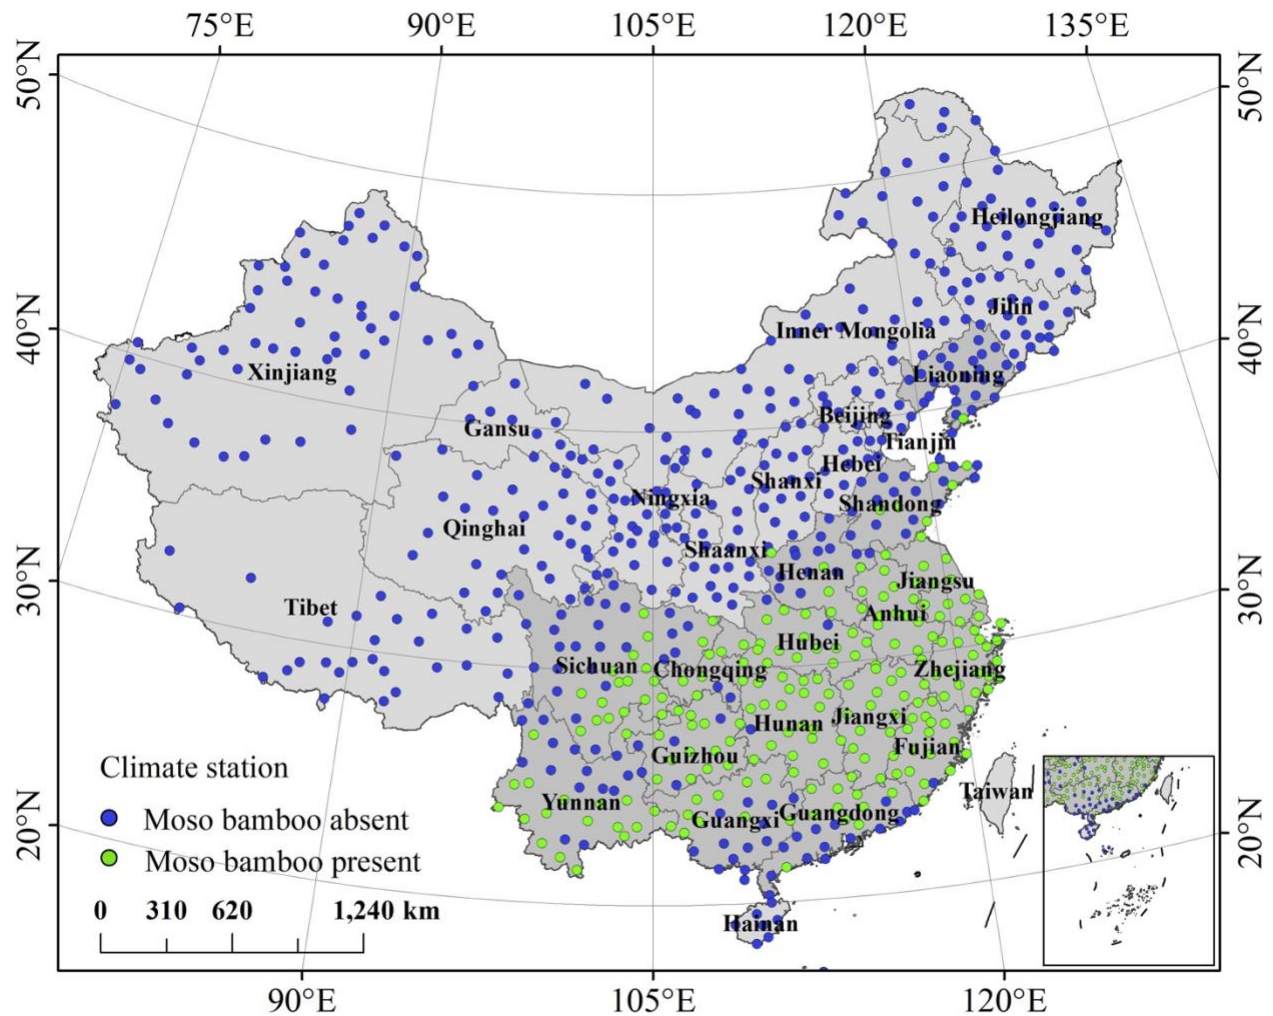 75°E 90°E 105°E 120°E 135°E
50°N 50°N
Heilongjiang
Jilin
40°N Inner Mongolia 40°N
Xinjiang Liaoning
Beijing
Gansu Tianjin
Hebei
Shanxi
Ningxia Shandong
Qinghai
Shaanxi
Henan
30°N Jiangsu 30°N
Tibet Anhui
Hubei
Sichuan Chongqing Zhejiang
Hunan Jiangxi
Guizhou Fujian
Climate station
Taiwan
Yunnan
Moso bamboo absent Guangxi Guangdong
20°N 20°N
Moso bamboo present
0 310 620 1,240 km
Hainan
90°E 105°E 120°E